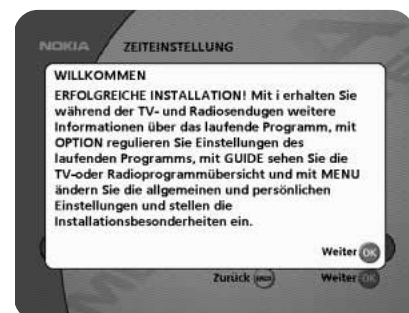 NOKIA
ZEITEINSTELLUNG
WILLKOMMEN
ERFOLGREICHE INSTALLATION! Mit i erhalten Sie
während der TV- und Radiosendugen weitere
Informationen über das laufende Programm, mit
OPTION regulieren Sie Einstellungen des
laufenden Programms, mit GUIDE sehen Sie die
TV-oder Radioprogrammübersicht und mit MENU
ändern Sie die allgemeinen und persönlichen
Einstellungen und stellen die
Installationsbesonderheiten ein.
Weiter OK
Zurück Weiter OK